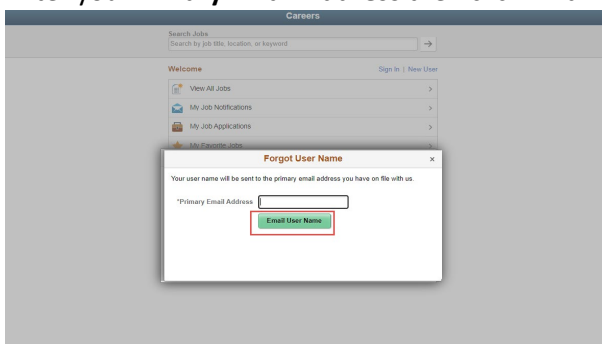 Careers
Search Jobs
Search by job title, location, or keyword
Welcome
Sign In | New User
View All Jobs
My Job Notifications
My Job Applications
My Favorite Jobs
Forgot User Name
×
Your user name will be sent to the primary email address you have on file with us.
*Primary Email Address
Email User Name